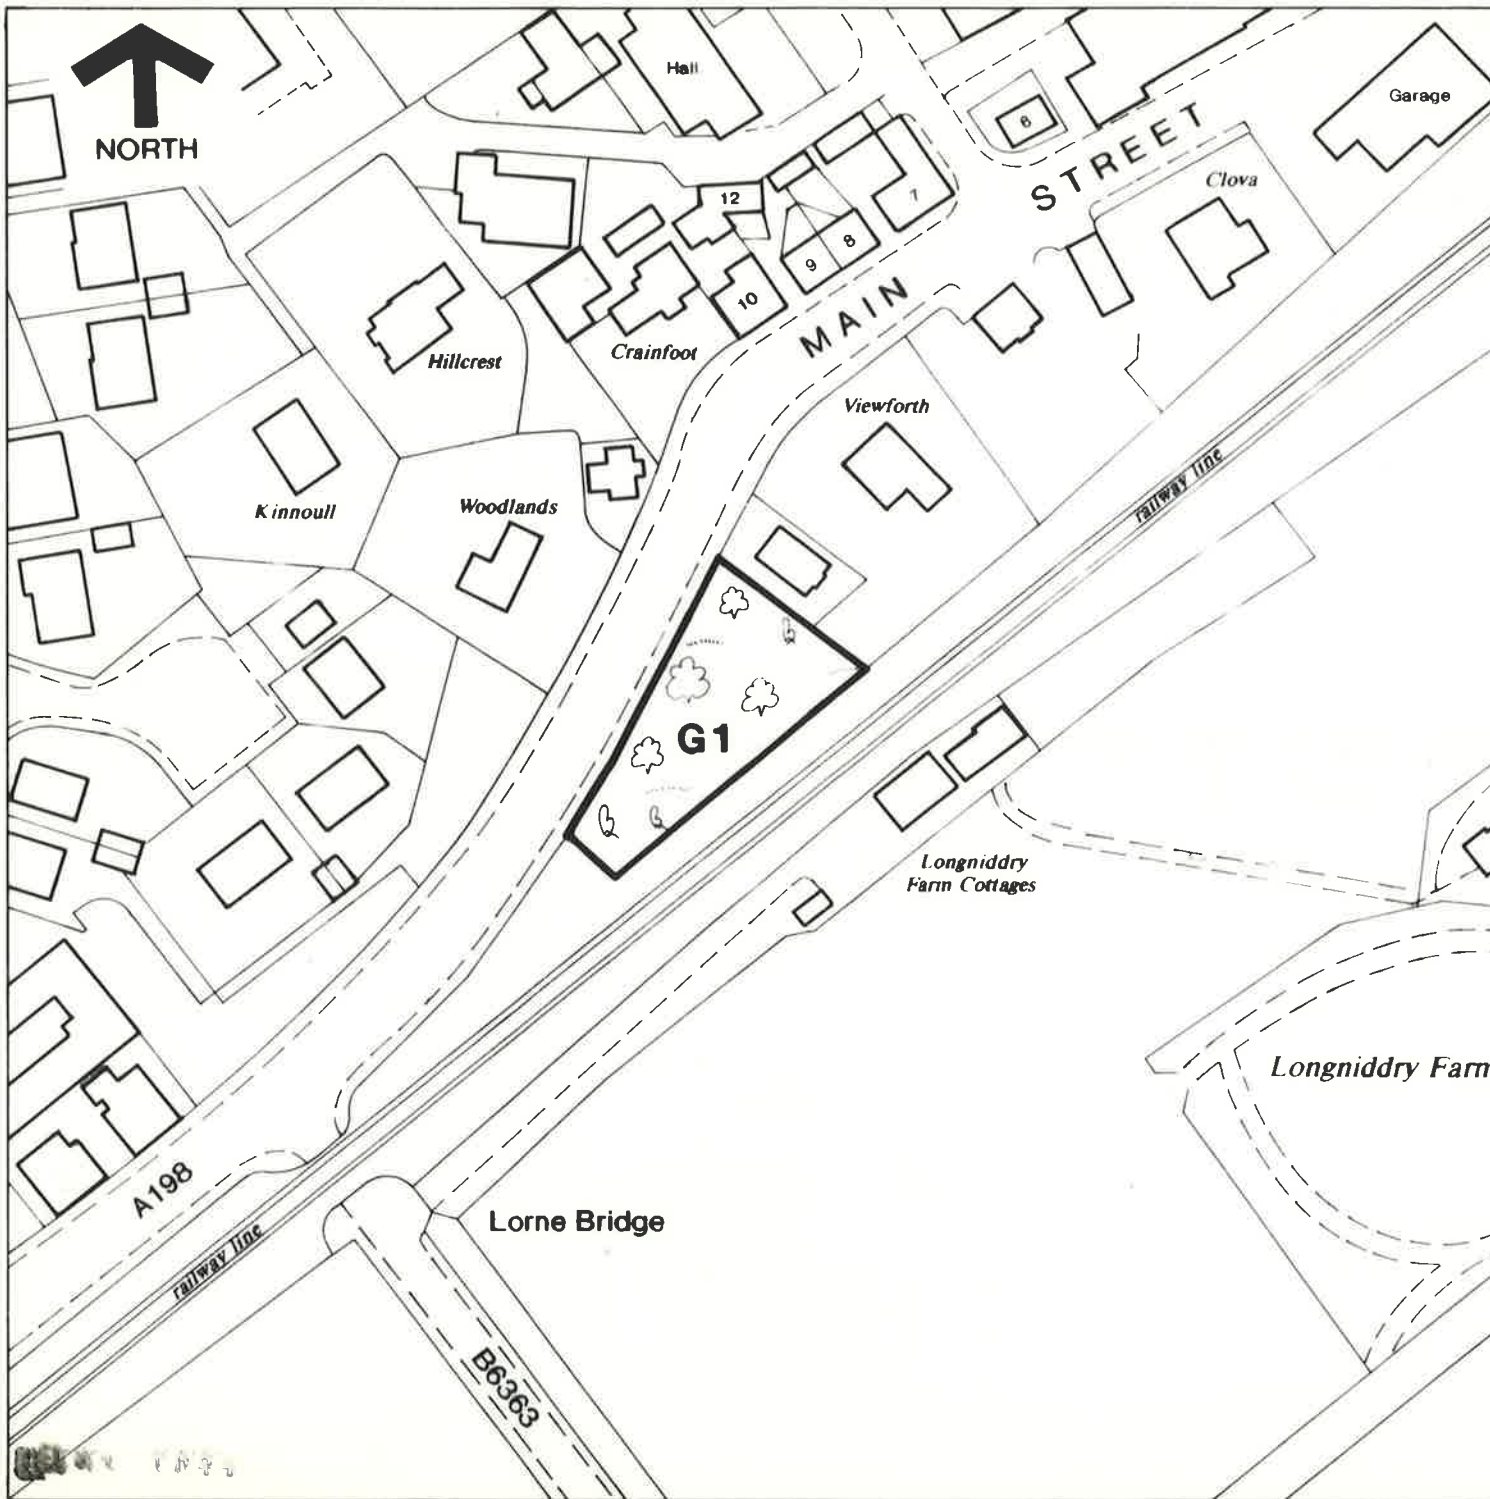 NORTH
Hall
Garage
6
STREET
Clova
12
7
8
9
10
MAIN
Hillcrest
Crainfoot
Viewforth
Kinnoull
Woodlands
railway line
G1
Longniddry
Farm Cottages
Longniddry Farm
A198
Lorne Bridge
railway line
B6363